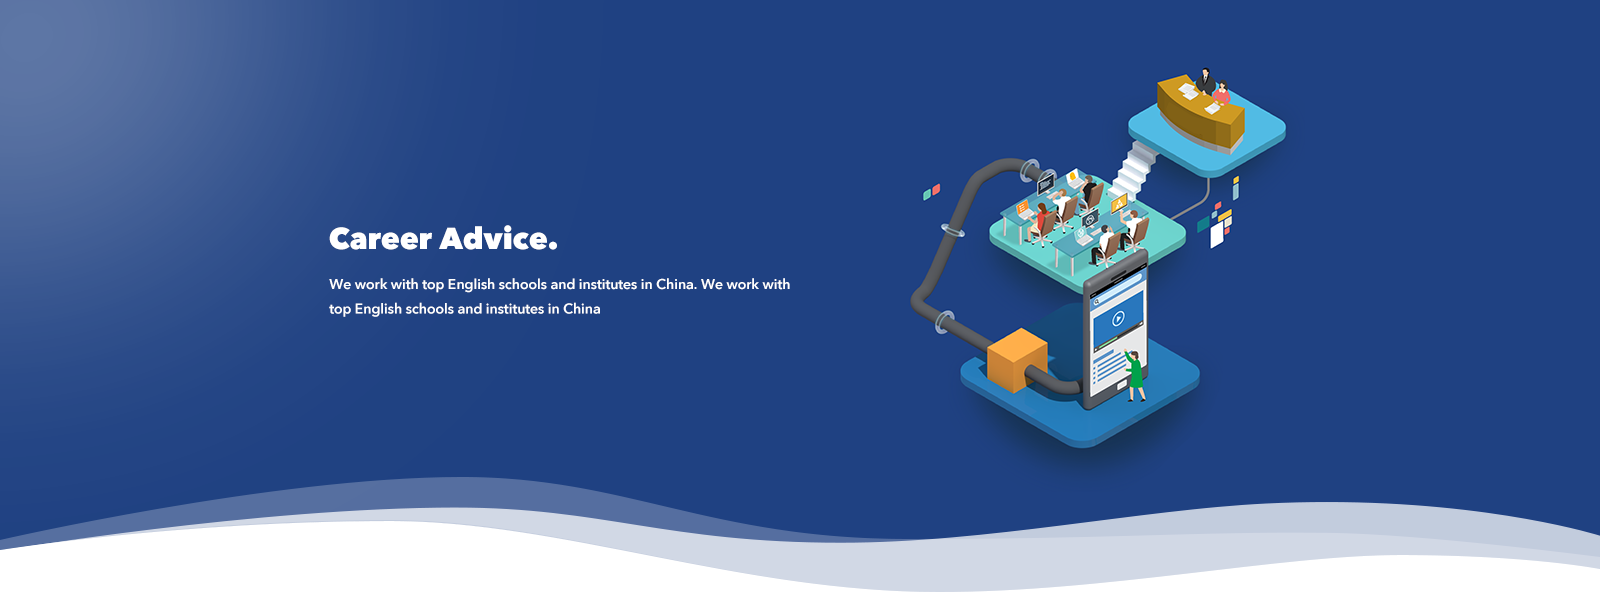 Career Advice.
We work with top English schools and institutes in China. We work with
top English schools and institutes in China